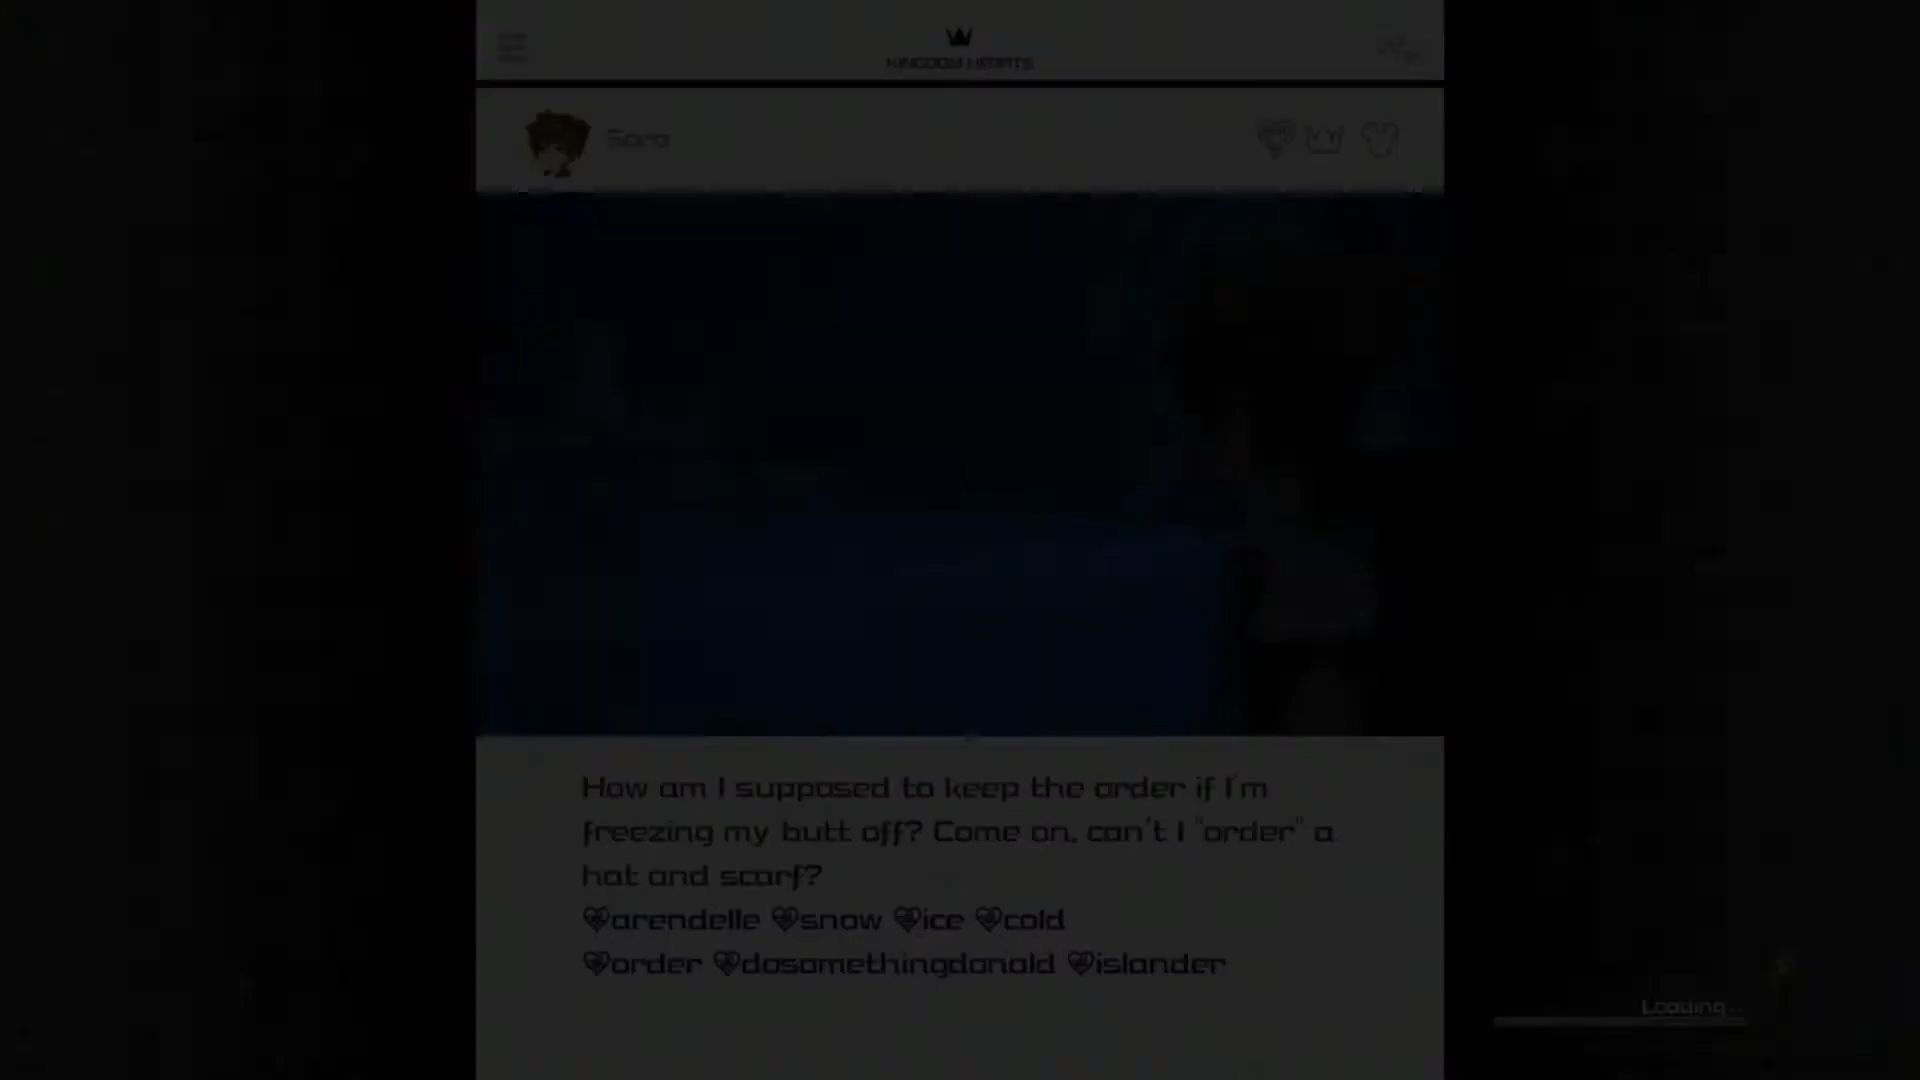 KINGDOM HEARTS
Sora
How am I supposed to keep the order if I'm
freezing my butt off? Come on, can't I "order" a
hat and scarf?
arendelle snow ice cold
order dosomethingdonald islander
Loading...